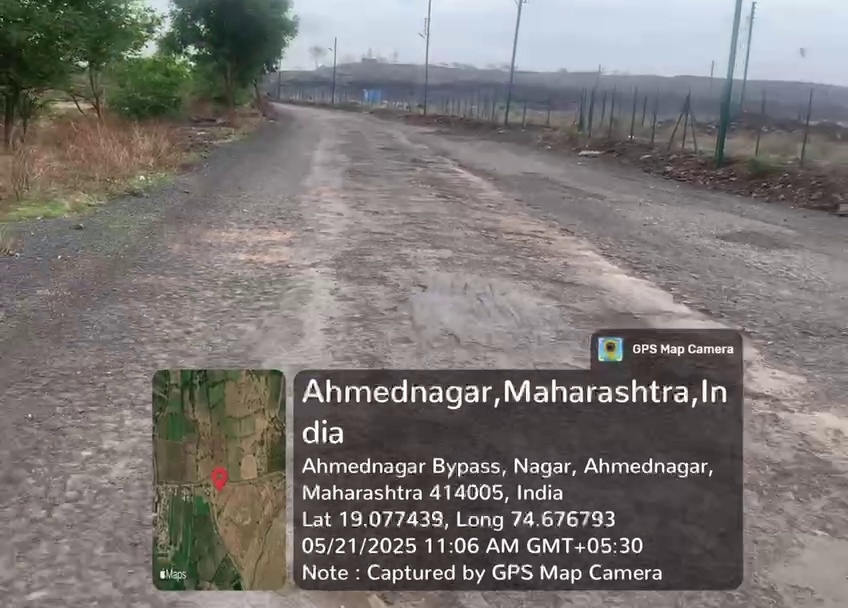 GPS Map Camera
Ahmednagar,Maharashtra,In
dia
Ahmednagar Bypass, Nagar, Ahmednagar,
Maharashtra 414005, India
Lat 19.077439, Long 74.676793
05/21/2025 11:06 AM GMT+05:30
Note : Captured by GPS Map Camera
Maps